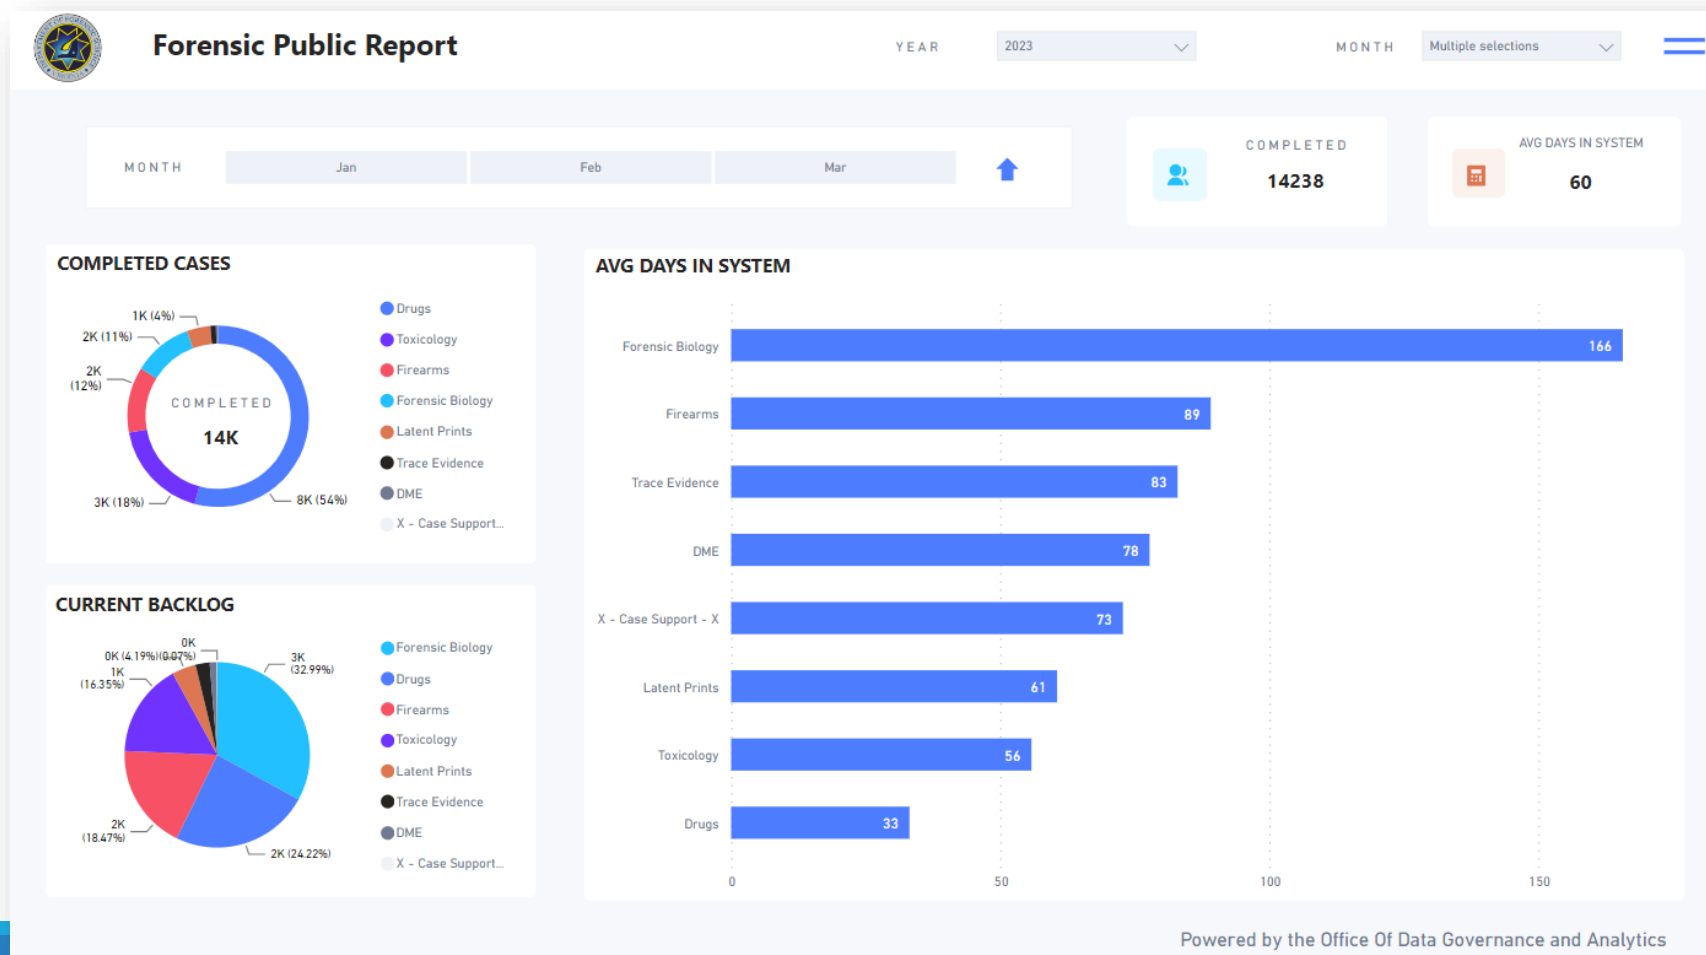 Forensic Public Report
YEAR
2023
MONTH
Multiple selections
MONTH
Jan
Feb
Mar
COMPLETED
14238
AVG DAYS IN SYSTEM
60
COMPLETED CASES
1K (4%)
2K (11%)
2K
(12%)
3K (18%)
8K (54%)
COMPLETED
14K
Drugs
Toxicology
Firearms
Forensic Biology
Latent Prints
Trace Evidence
DME
X - Case Support...
CURRENT BACKLOG
0K
0K (4.19%)(0.07%)
1K
(16.35%)
2K
(18.47%)
3K
(32.99%)
2K (24.22%)
Forensic Biology
Drugs
Firearms
Toxicology
Latent Prints
Trace Evidence
DME
X - Case Support...
AVG DAYS IN SYSTEM
Forensic Biology 166
Firearms 89
Trace Evidence 83
DME 78
X - Case Support - X 73
Latent Prints 61
Toxicology 56
Drugs 33
0 50 100 150
Powered by the Office Of Data Governance and Analytics